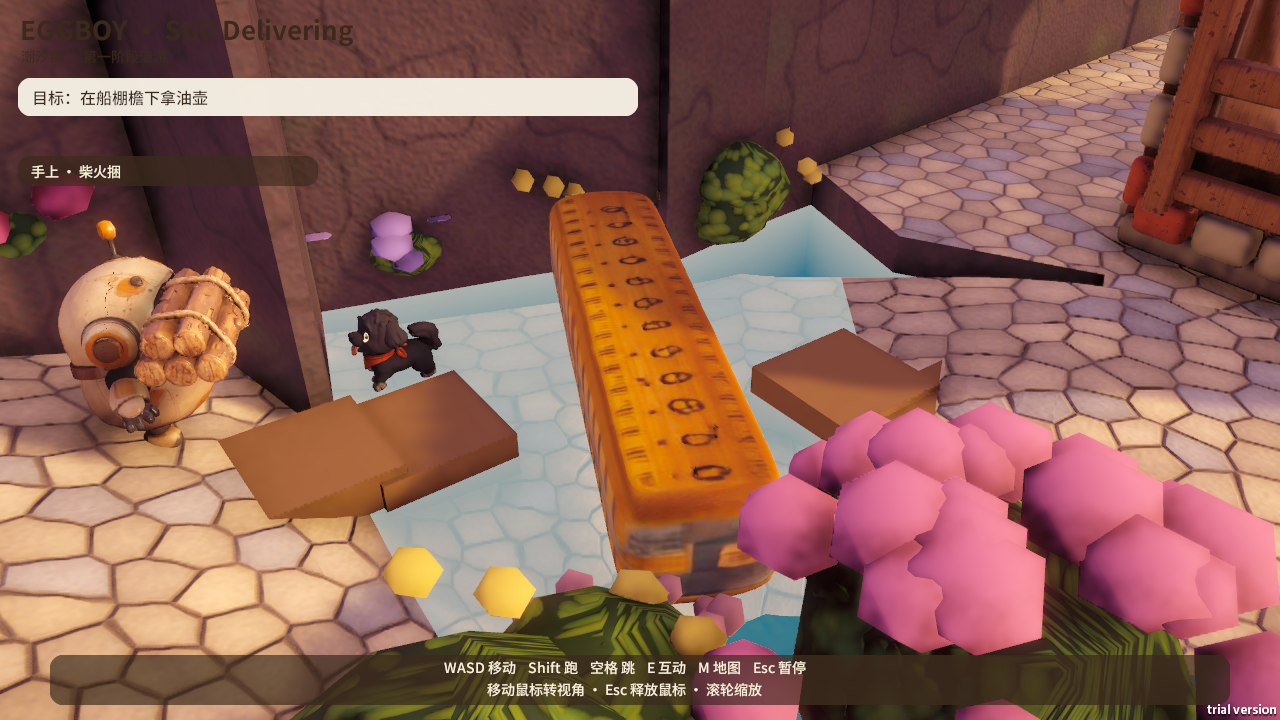 EGGBOY · Still Delivering
目标：在船棚檐下拿油壶
手上 · 柴火捆
WASD 移动 Shift 跑 空格 跳 E 互动 M 地图 Esc 暂停
移动鼠标转视角 · Esc 释放鼠标 · 滚轮缩放
trial version